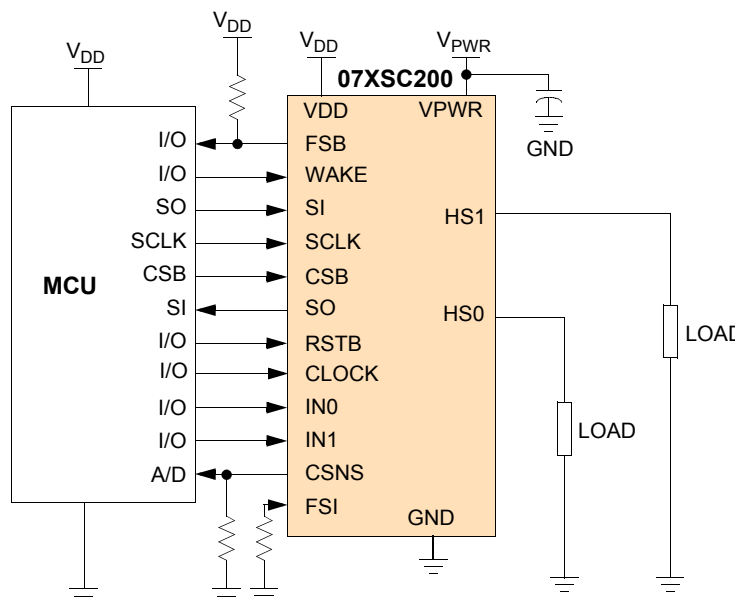 VDD
VDD
VDD
VPWR
07XSC200
VDD
VPWR
GND
I/O
FSB
I/O
WAKE
SO
SI
HS1
SCLK
SCLK
CSB
CSB
MCU
SI
SO
HS0
LOAD
I/O
RSTB
I/O
CLOCK
I/O
IN0
LOAD
I/O
IN1
A/D
CSNS
FSI
GND